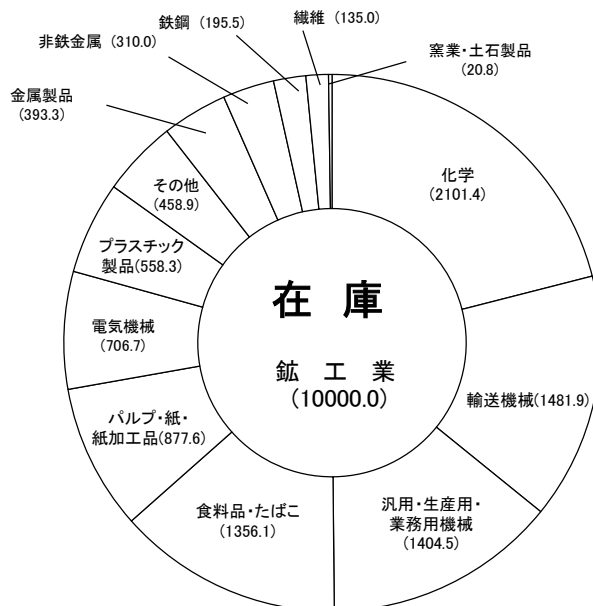 鉄鋼 (195.5)
繊維 (135.0)
非鉄金属 (310.0)
窯業・土石製品
(20.8)
金属製品
(393.3)
化学
(2101.4)
その他
(458.9)
プラスチック
製品(558.3)
在 庫
電気機械
(706.7)
鉱 工 業
(10000.0)
輸送機械(1481.9)
パルプ・紙・
紙加工品(877.6)
食料品・たばこ
(1356.1)
汎用・生産用・
業務用機械
(1404.5)